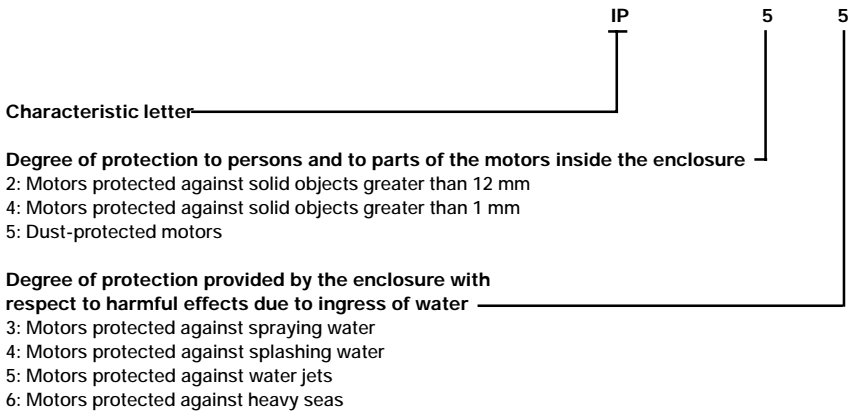 IP 5 5
Characteristic letter
Degree of protection to persons and to parts of the motors inside the enclosure
2: Motors protected against solid objects greater than 12 mm
4: Motors protected against solid objects greater than 1 mm
5: Dust-protected motors
Degree of protection provided by the enclosure with
respect to harmful effects due to ingress of water
3: Motors protected against spraying water
4: Motors protected against splashing water
5: Motors protected against water jets
6: Motors protected against heavy seas